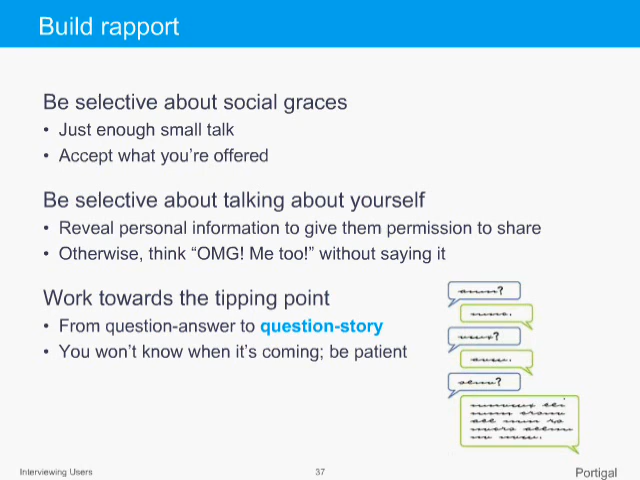 Build rapport
Be selective about social graces
• Just enough small talk
• Accept what you're offered
Be selective about talking about yourself
• Reveal personal information to give them permission to share
• Otherwise, think “OMG! Me too!” without saying it
Work towards the tipping point
• From question-answer to question-story
• You won't know when it's coming; be patient
Interviewing Users
37
Portigal